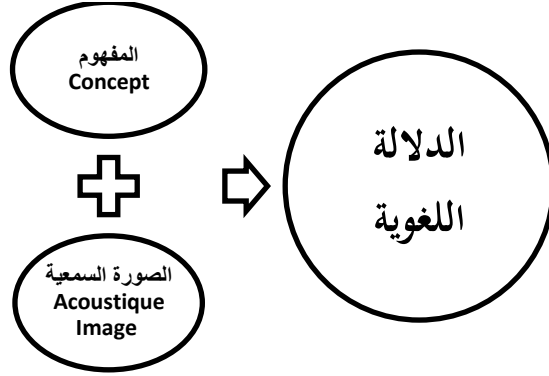 المفهوم
Concept
الصورة السمعية
Acoustique
Image
الدلالة
اللغوية